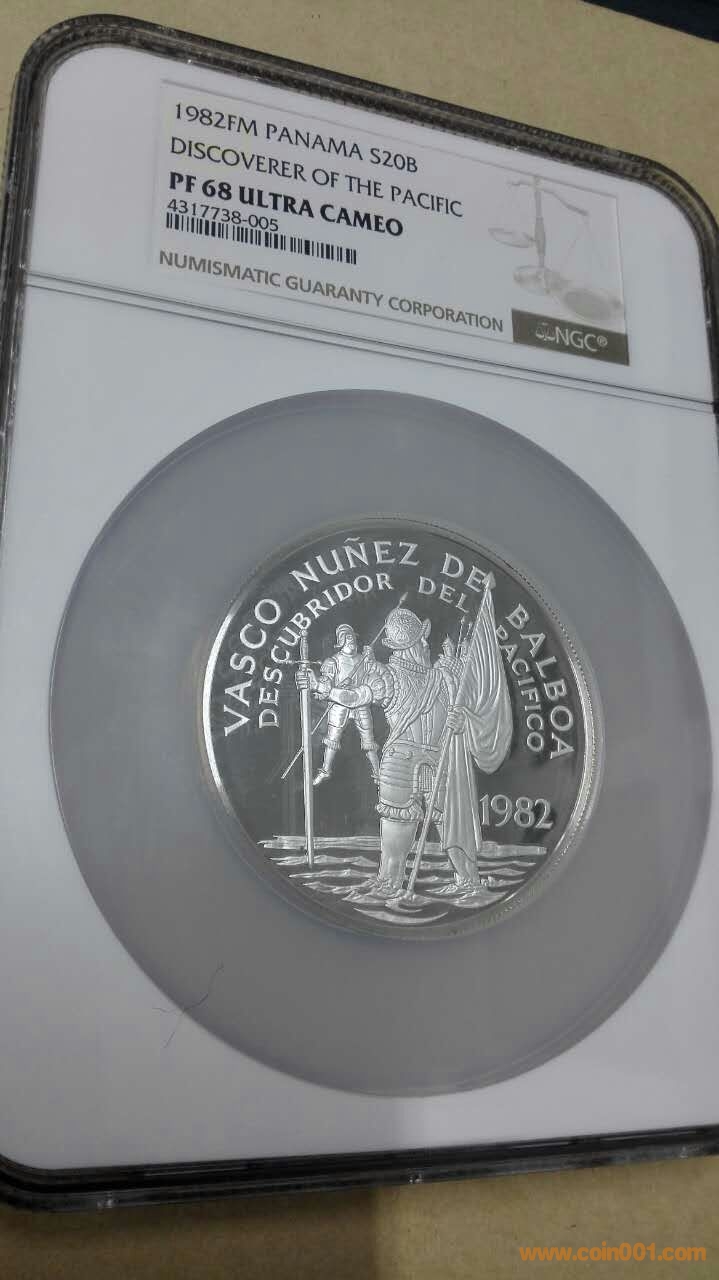 1982FM PANAMA S20B
DISCOVERER OF THE PACIFIC
PF 68 ULTRA CAMEO
4317738-005
NUMISMATIC GUARANTY CORPORATION
NGC®
VASCO NUÑEZ DE BALBOA
DESCUBRIDOR DEL PACIFICO
1982
www.coin001.com